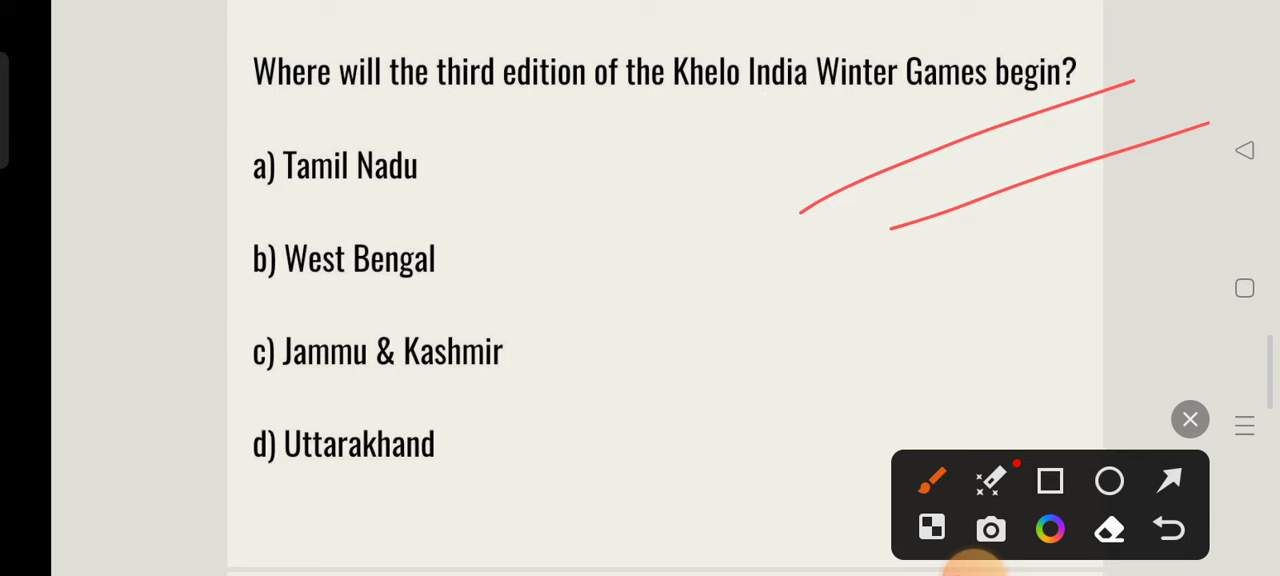 Where will the third edition of the Khelo India Winter Games begin?
a) Tamil Nadu
b) West Bengal
c) Jammu & Kashmir
d) Uttarakhand